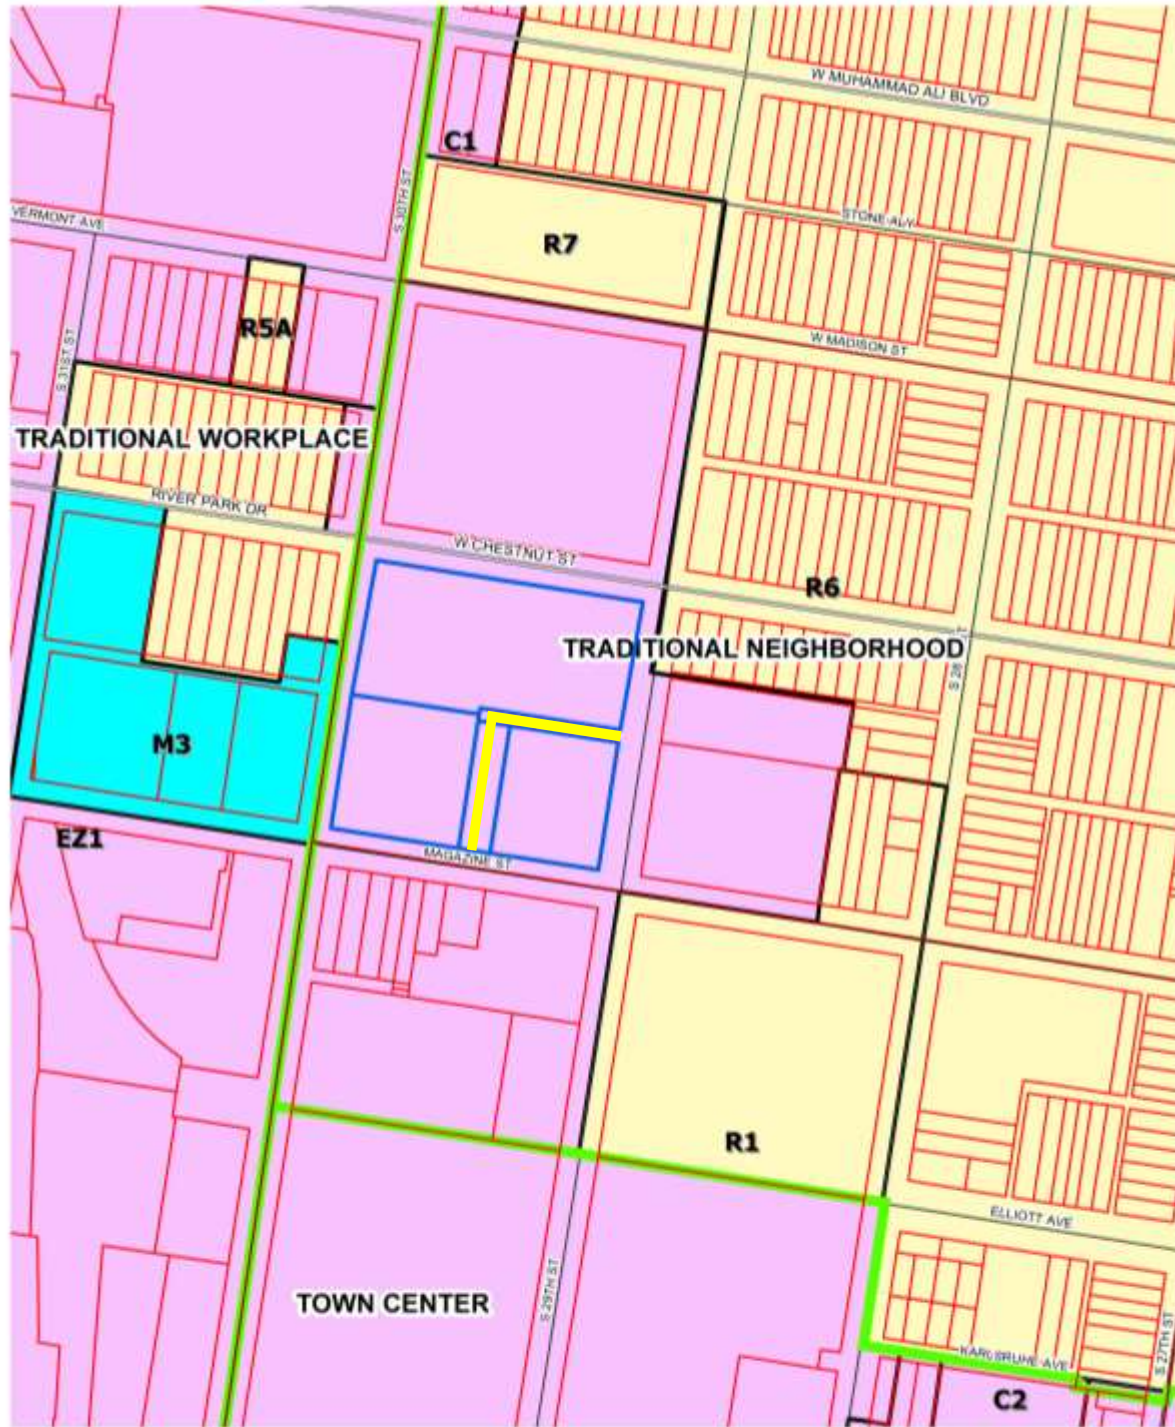 W MUHAMMAD ALI BLVD
C1
S 30TH ST
VERMONT AVE
STONE ALY
R7
R5A
S 31ST ST
W MADISON ST
TRADITIONAL WORKPLACE
RIVER PARK DR
W CHESTNUT ST
R6
TRADITIONAL NEIGHBORHOOD
M3
EZ1
MAGAZINE ST
R1
ELLIOTT AVE
S 29TH ST
TOWN CENTER
S 27TH ST
KARLSRUHE AVE
C2